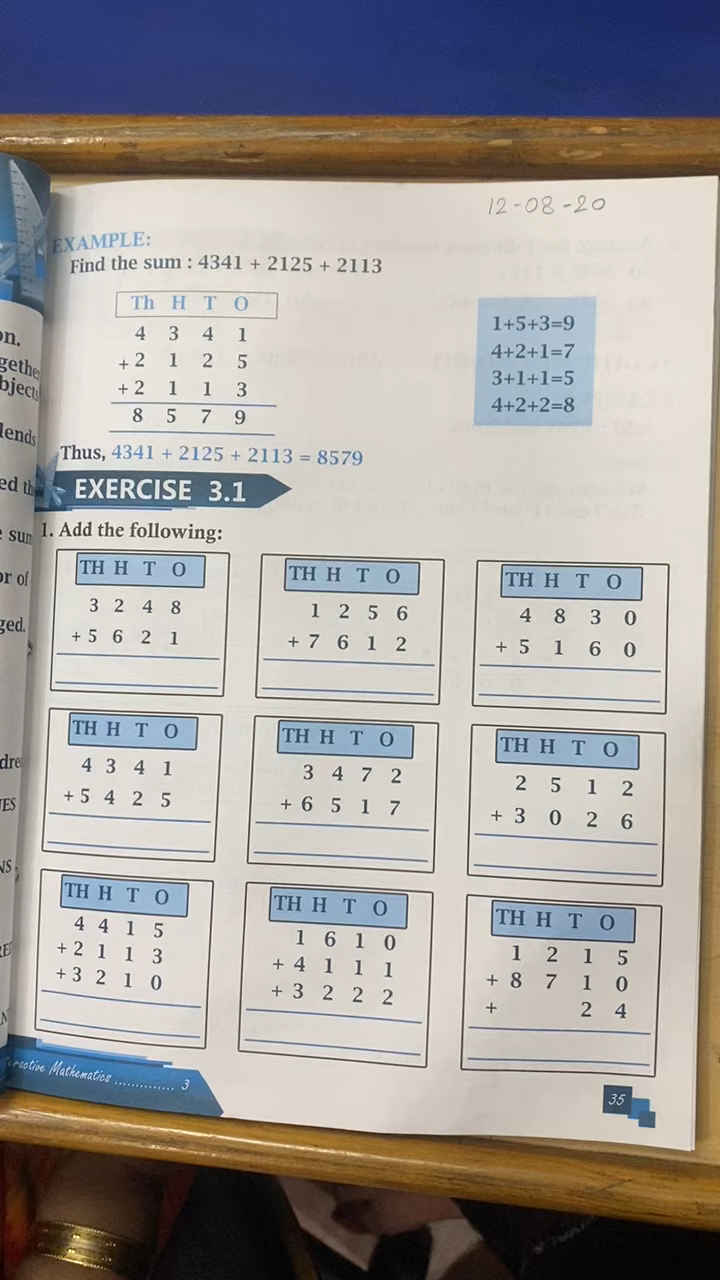 12-08-20
EXAMPLE:
Find the sum : 4341 + 2125 + 2113
Th H T O
4 3 4 1
+ 2 1 2 5
+ 2 1 1 3
8 5 7 9
1+5+3=9
4+2+1=7
3+1+1=5
4+2+2=8
Thus, 4341 + 2125 + 2113 = 8579
EXERCISE 3.1
1. Add the following:
TH H T O
3 2 4 8
+ 5 6 2 1
TH H T O
1 2 5 6
+ 7 6 1 2
TH H T O
4 8 3 0
+ 5 1 6 0
TH H T O
4 3 4 1
+ 5 4 2 5
TH H T O
3 4 7 2
+ 6 5 1 7
TH H T O
2 5 1 2
+ 3 0 2 6
TH H T O
4 4 1 5
+ 2 1 1 3
+ 3 2 1 0
TH H T O
1 6 1 0
+ 4 1 1 1
+ 3 2 2 2
TH H T O
1 2 1 5
+ 8 7 1 0
+ 2 4
Mathematics .............. 3
35